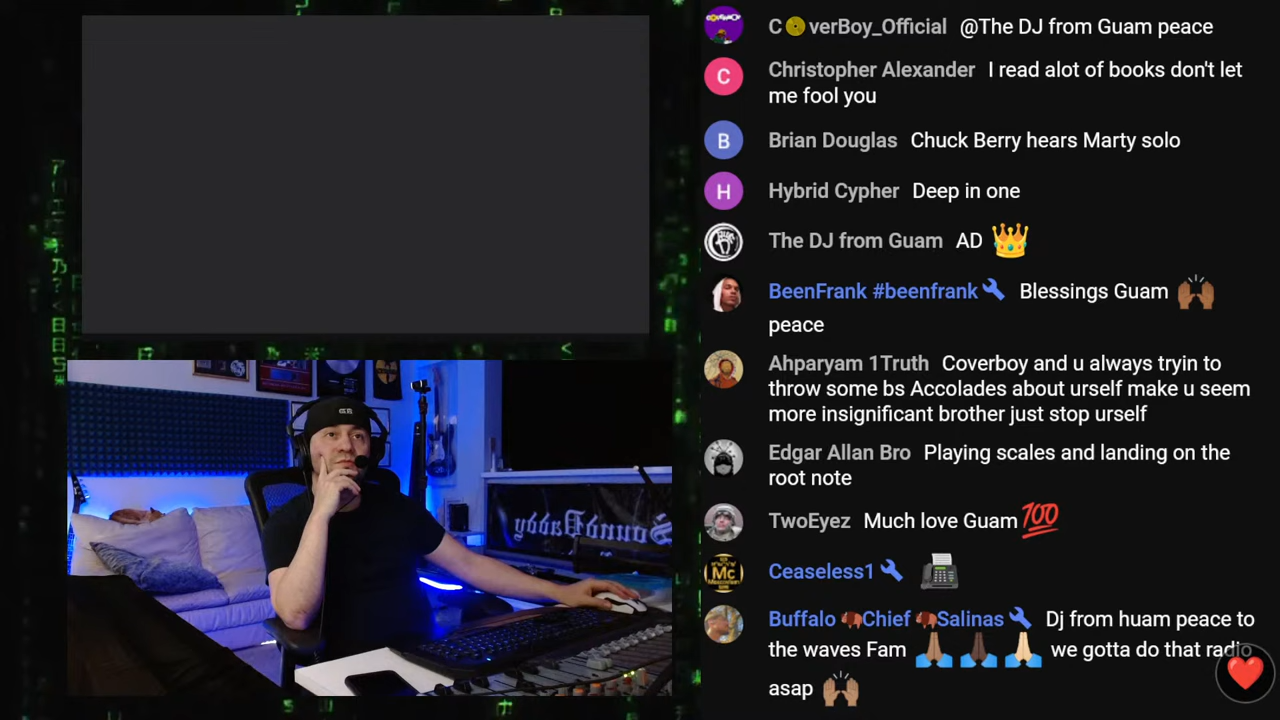 C verBoy_Official @The DJ from Guam peace
Christopher Alexander I read alot of books don't let
me fool you
Brian Douglas Chuck Berry hears Marty solo
Hybrid Cypher Deep in one
The DJ from Guam AD 👑
BeenFrank #beenfrank Blessings Guam 🙌🏽
peace
Ahparyam 1Truth Coverboy and u always tryin to
throw some bs Accolades about urself make u seem
more insignificant brother just stop urself
Edgar Allan Bro Playing scales and landing on the
root note
TwoEyez Much love Guam 💯
Ceaseless1 📠
Buffalo 🦬Chief 🦬Salinas Dj from huam peace to
the waves Fam 🙏🏽 🙏🏿 🙏🏻 we gotta do that radio
asap 🙌🏽
C
B
H
Mc
SoundDaddy